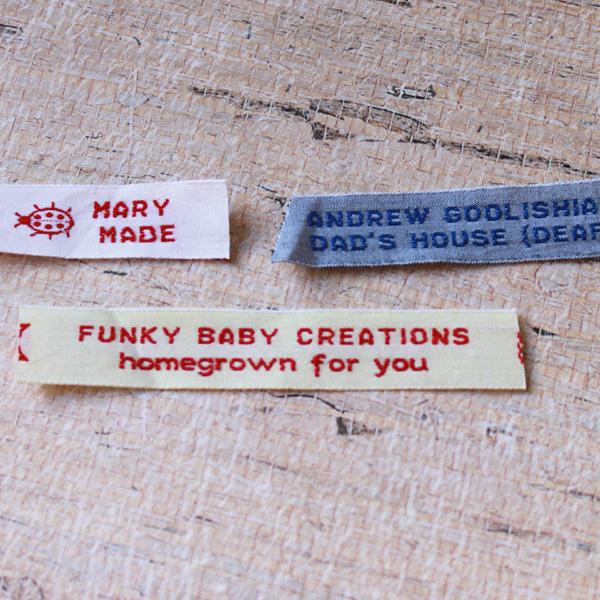 MARY
MADE
ANDREW GOOLISHIA
DAD'S HOUSE (DEAF
FUNKY BABY CREATIONS
homegrown for you